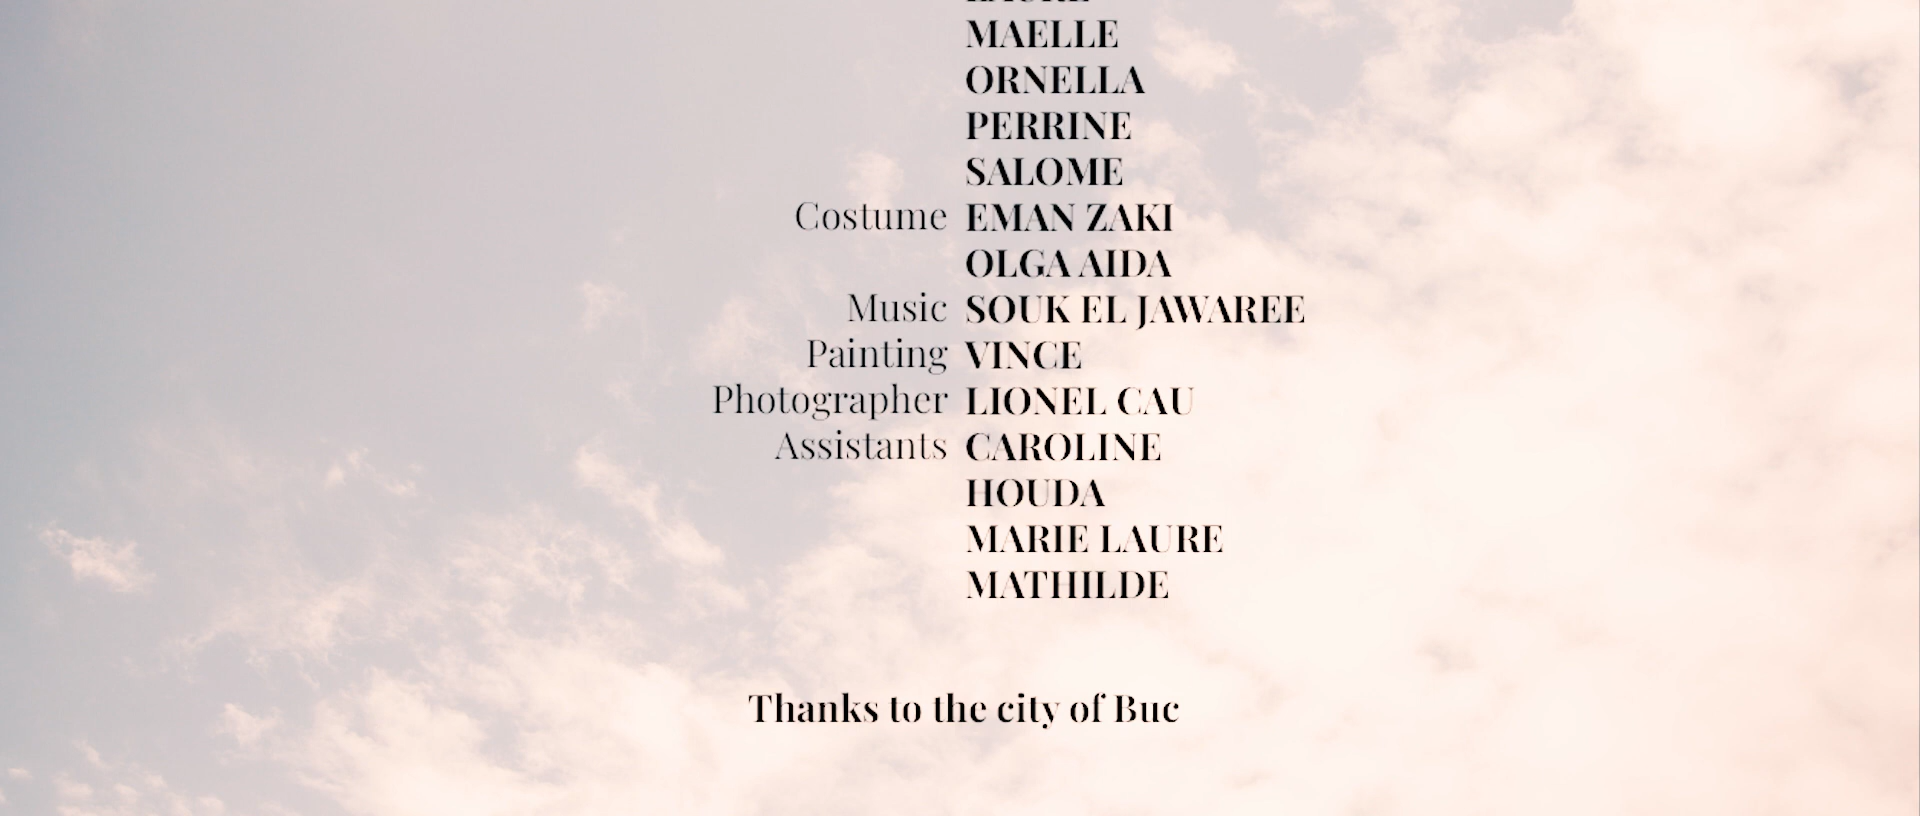 MAELLE
ORNELLA
PERRINE
SALOME
Costume EMAN ZAKI
OLGA AIDA
Music SOUK EL JAWAREE
Painting VINCE
Photographer LIONEL CAU
Assistants CAROLINE
HOUDA
MARIE LAURE
MATHILDE
Thanks to the city of Buc